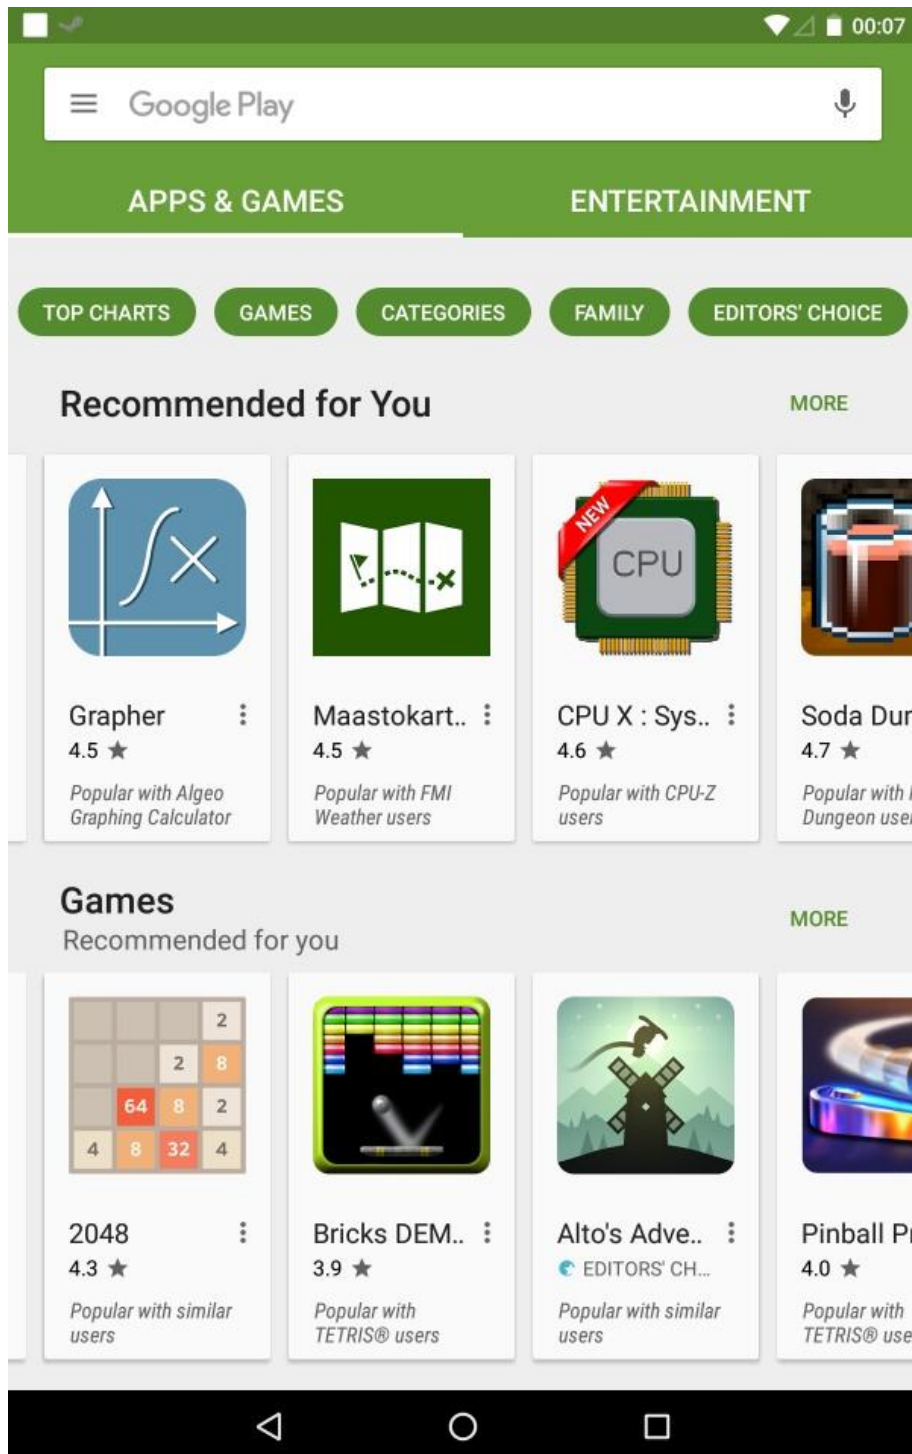 00:07
Google Play
APPS & GAMES ENTERTAINMENT
TOP CHARTS GAMES CATEGORIES FAMILY EDITORS' CHOICE
Recommended for You MORE
NEW
CPU
Grapher Maastokart.. CPU X : Sys.. Soda Dun
4.5 4.5 4.6 4.7
Popular with Algeo Popular with FMI Popular with CPU-Z Popular with
Graphing Calculator Weather users users Dungeon user
Games MORE
Recommended for you
2
2 8
64 8 2
4 8 32 4
2048 Bricks DEM.. Alto's Adve.. Pinball Pr
4.3 3.9 EDITORS' CH... 4.0
Popular with similar Popular with Popular with similar Popular with
users TETRIS® users users TETRIS® use